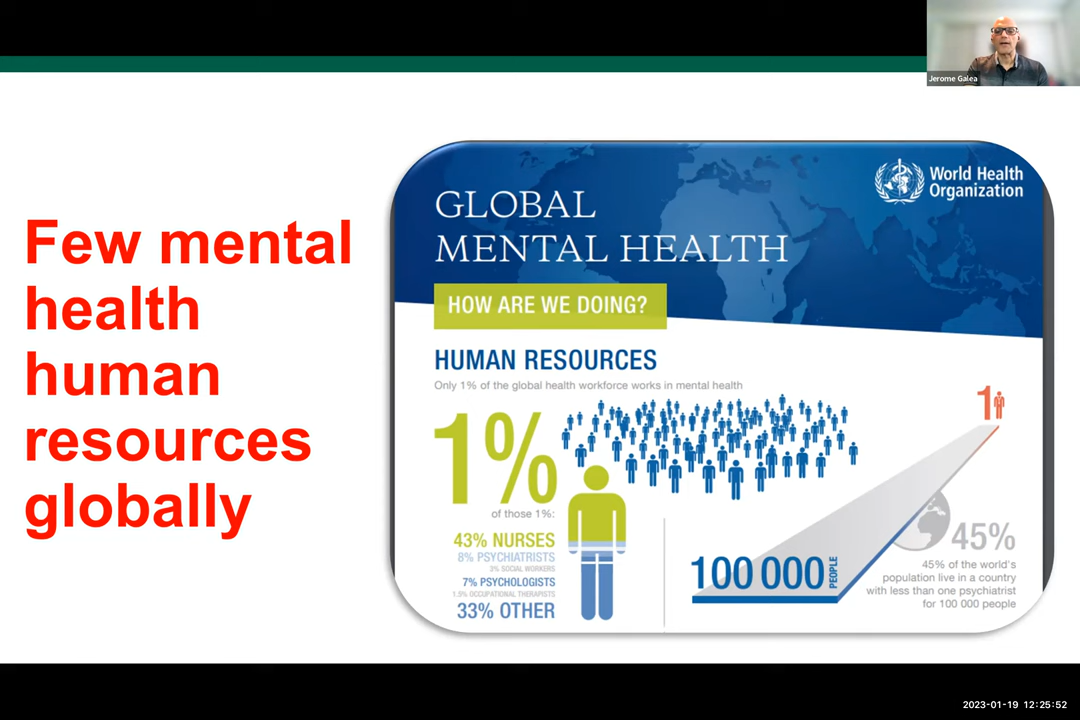 Jerome Galea
Few mental
health
human
resources
globally
World Health
Organization
GLOBAL
MENTAL HEALTH
HOW ARE WE DOING?
HUMAN RESOURCES
Only 1% of the global health workforce works in mental health
1%
of those 1%:
43% NURSES
8% PSYCHIATRISTS
2% SOCIAL WORKERS
7% PSYCHOLOGISTS
1.5% OCCUPATIONAL THERAPISTS
33% OTHER
1
100 000 PEOPLE
45%
45% of the world's
population live in a country
with less than one psychiatrist
for 100 000 people
2023-01-19 12:25:52